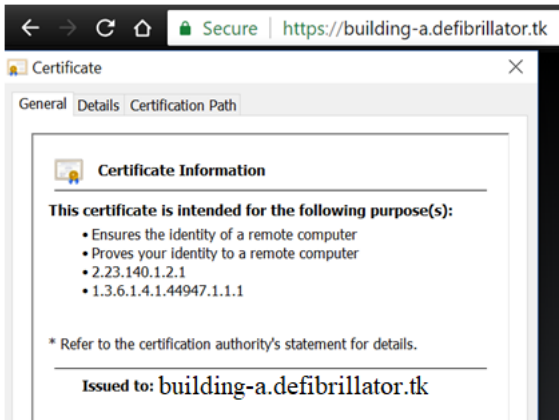 Secure | https://building-a.defibrillator.tk
Certificate
General Details Certification Path
Certificate Information
This certificate is intended for the following purpose(s):
• Ensures the identity of a remote computer
• Proves your identity to a remote computer
• 2.23.140.1.2.1
• 1.3.6.1.4.1.44947.1.1.1
* Refer to the certification authority's statement for details.
Issued to: building-a.defibrillator.tk